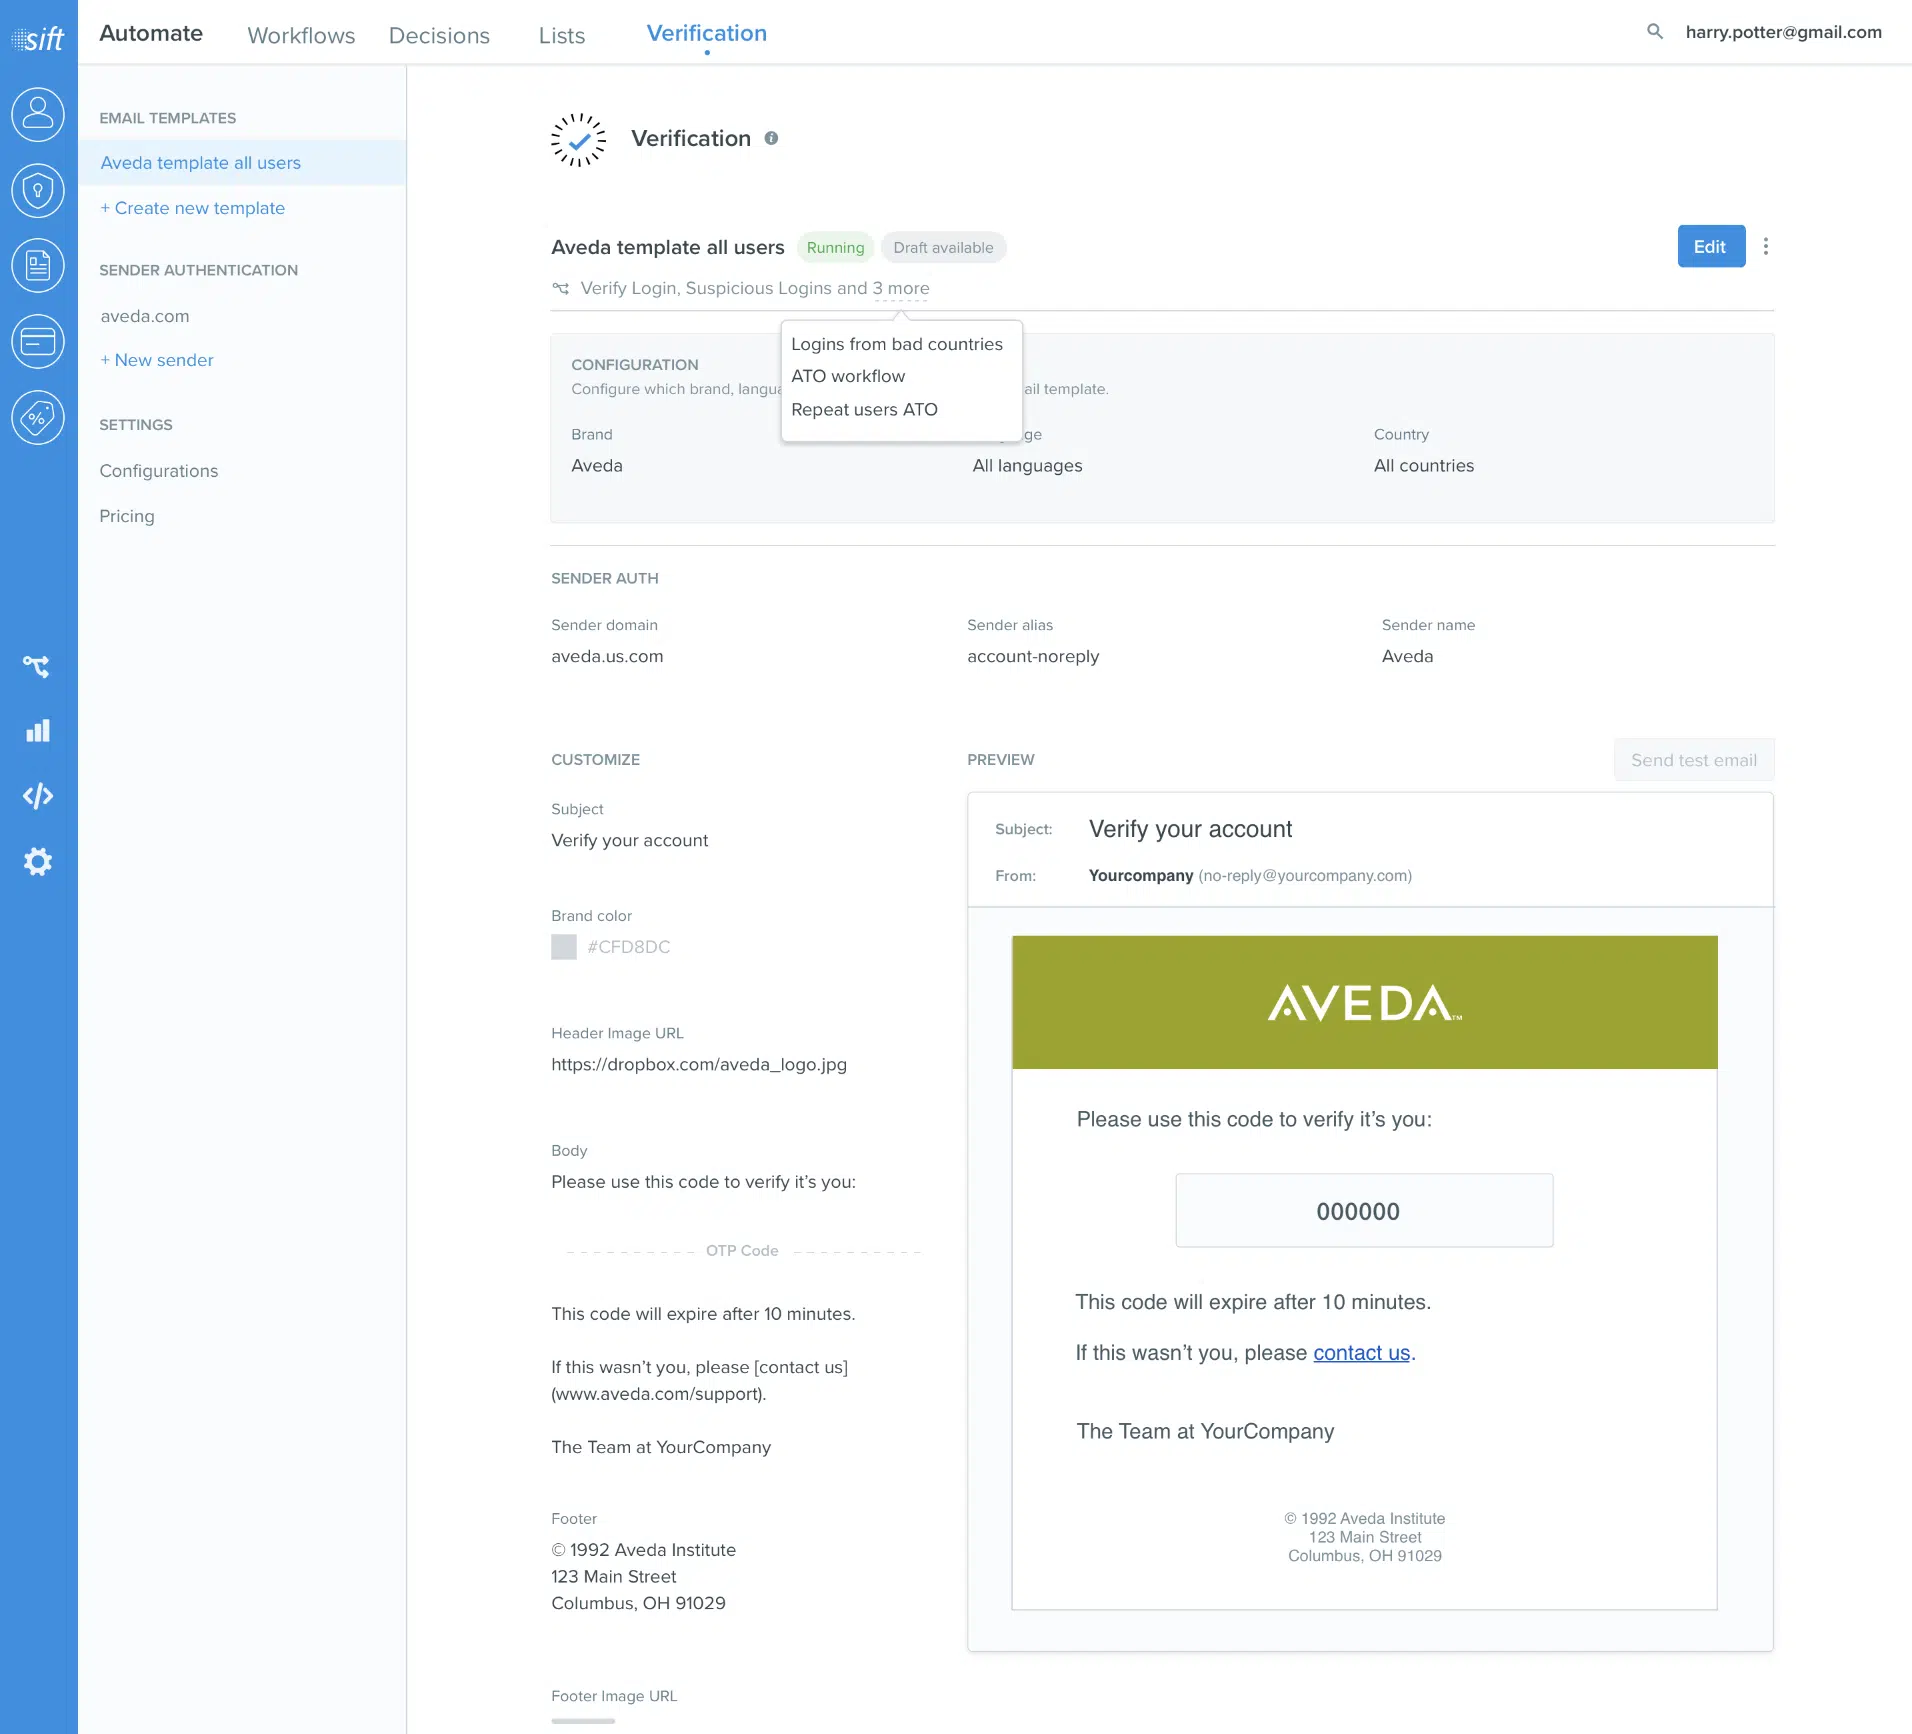 sift
Automate Workflows Decisions Lists Verification harry.potter@gmail.com
EMAIL TEMPLATES
Aveda template all users
+ Create new template
SENDER AUTHENTICATION
aveda.com
+ New sender
SETTINGS
Configurations
Pricing
%
Verification i
Aveda template all users Running Draft available Edit
Verify Login, Suspicious Logins and 3 more
Logins from bad countries
ATO workflow
Repeat users ATO
CONFIGURATION
Configure which brand, langua ail template.
Brand ge Country
Aveda All languages All countries
SENDER AUTH
Sender domain Sender alias Sender name
aveda.us.com account-noreply Aveda
CUSTOMIZE
Subject
Verify your account
Brand color
#CFD8DC
Header Image URL
https://dropbox.com/aveda_logo.jpg
Body
Please use this code to verify it’s you:
OTP Code
This code will expire after 10 minutes.
If this wasn’t you, please [contact us]
(www.aveda.com/support).
The Team at YourCompany
Footer
© 1992 Aveda Institute
123 Main Street
Columbus, OH 91029
Footer Image URL
PREVIEW Send test email
Subject: Verify your account
From: Yourcompany (no-reply@yourcompany.com)
AVEDA™
Please use this code to verify it’s you:
000000
This code will expire after 10 minutes.
If this wasn’t you, please contact us.
The Team at YourCompany
© 1992 Aveda Institute
123 Main Street
Columbus, OH 91029